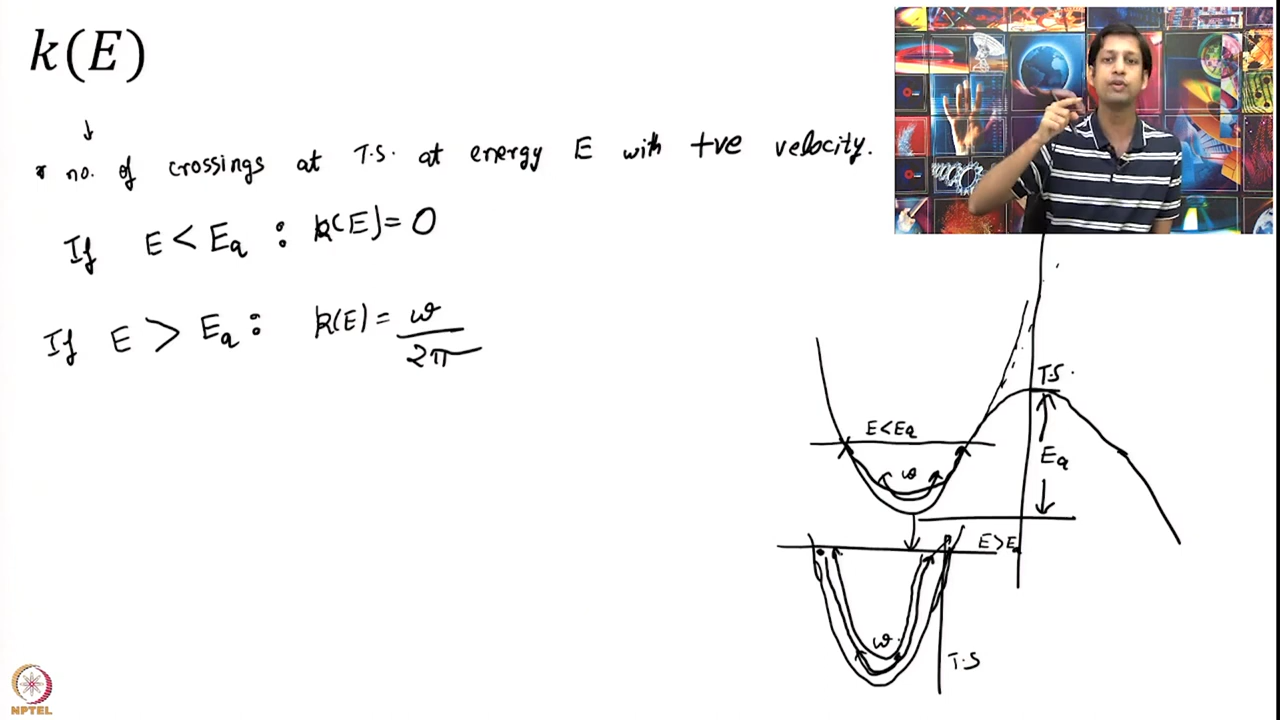 k(E)
* no. of crossings at T.S. at energy E with +ve velocity.
If E < Ea : k(E) = 0
If E > Ea : k(E) = ω/2π
T.S.
E<Ea
Ea
ω
E>Ea
ω
T.S
NPTEL